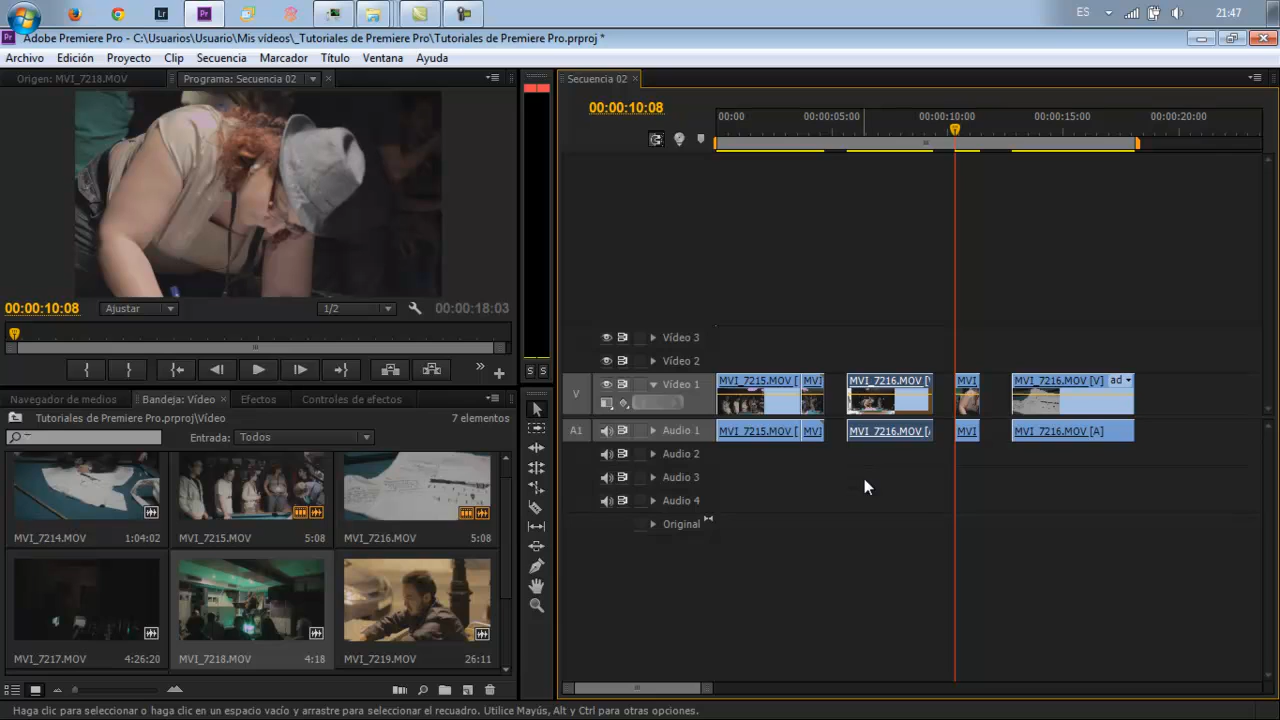 ES
21:47
Lr
Pr
Adobe Premiere Pro - C:\Usuarios\Usuario\Mis vídeos\_Tutoriales de Premiere Pro\Tutoriales de Premiere Pro.prproj *
Archivo Edición Proyecto Clip Secuencia Marcador Título Ventana Ayuda
Origen: MVI_7218.MOV
Programa: Secuencia 02
Secuencia 02
00:00:10:08
00:00 00:00:05:00 00:00:10:00 00:00:15:00 00:00:20:00
00:00:10:08 Ajustar 1/2 00:00:18:03
Vídeo 3
Vídeo 2
V Vídeo 1
MVI_7215.MOV [ MVI MVI_7216.MOV [V MVI MVI_7216.MOV [V] ad
A1 Audio 1
MVI_7215.MOV [ MVI MVI_7216.MOV [A MVI MVI_7216.MOV [A]
Audio 2
Audio 3
Audio 4
Original
S S
Navegador de medios Bandeja: Vídeo Efectos Controles de efectos
Tutoriales de Premiere Pro.prproj\Vídeo 7 elementos
Entrada: Todos
MVI_7214.MOV 1:04:02
MVI_7215.MOV 5:08
MVI_7216.MOV 5:08
MVI_7217.MOV 4:26:20
MVI_7218.MOV 4:18
MVI_7219.MOV 26:11
Haga clic para seleccionar o haga clic en un espacio vacío y arrastre para seleccionar el recuadro. Utilice Mayús, Alt y Ctrl para otras opciones.